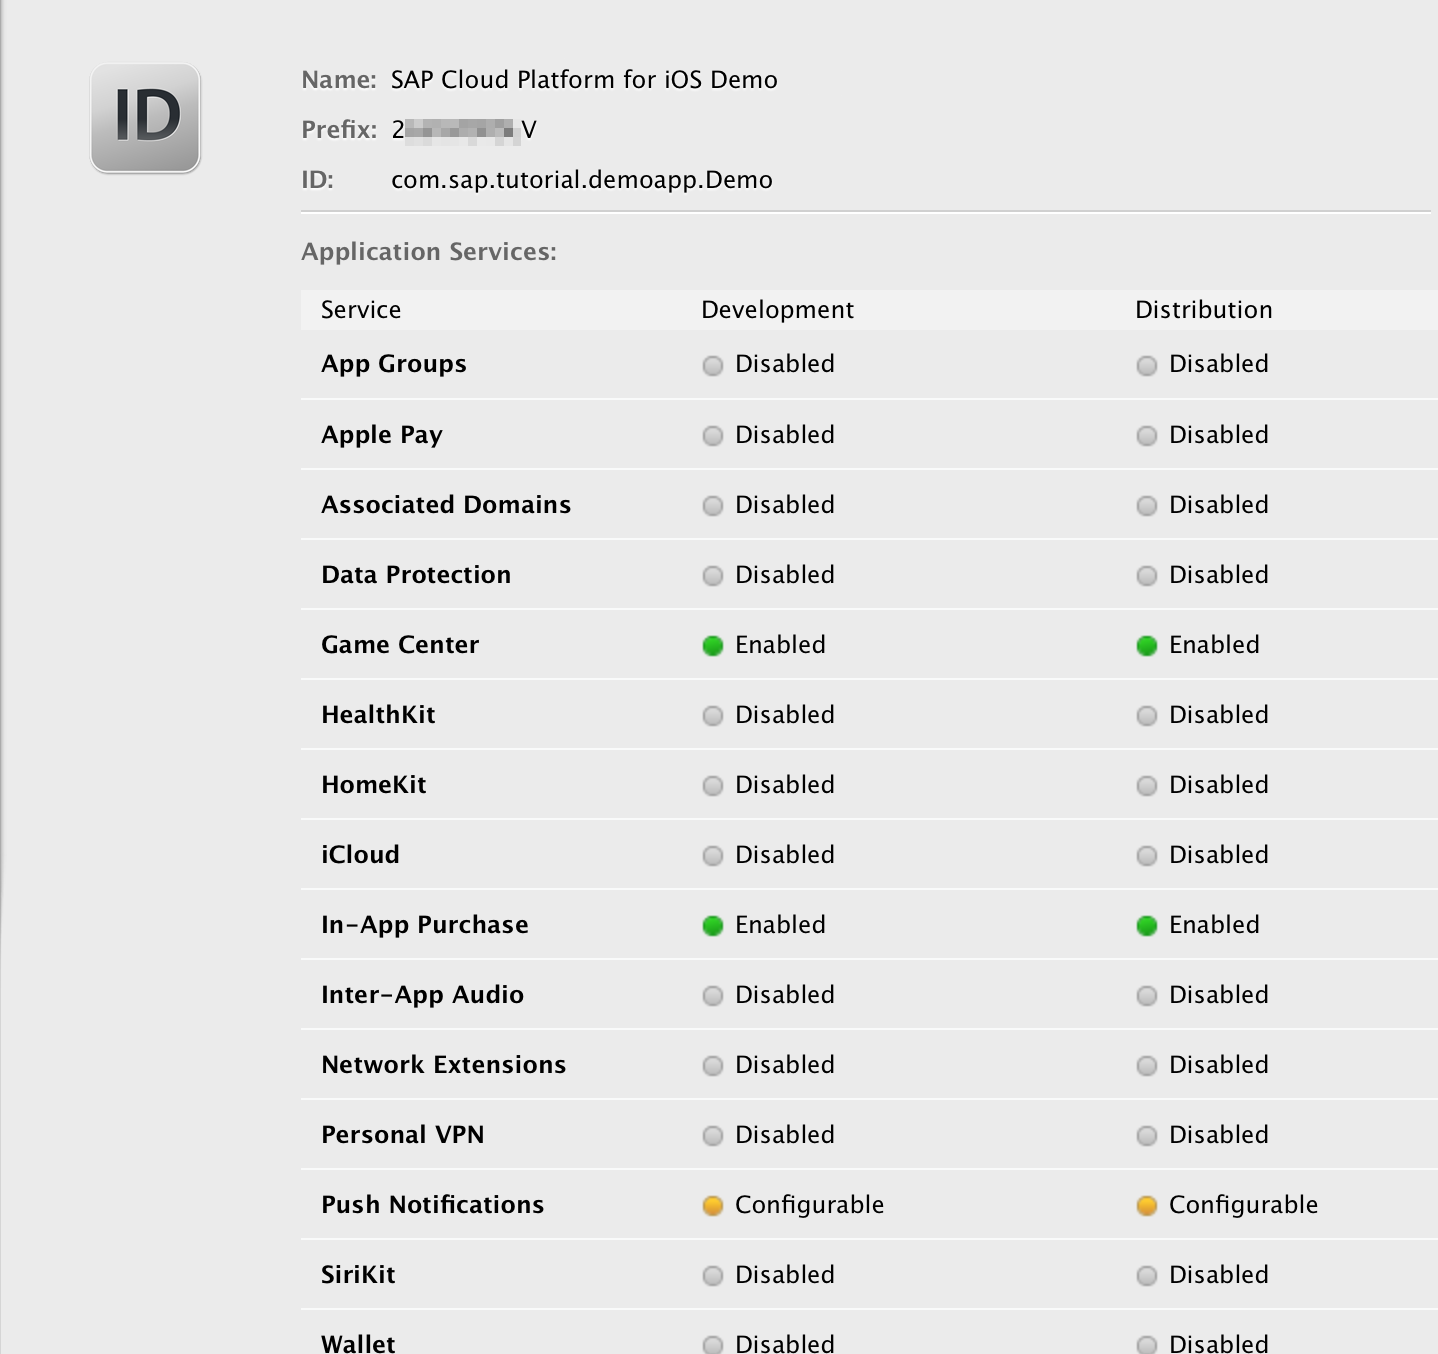 ID
Name: SAP Cloud Platform for iOS Demo
Prefix: 2 V
ID: com.sap.tutorial.demoapp.Demo
Application Services:
Service Development Distribution
App Groups Disabled Disabled
Apple Pay Disabled Disabled
Associated Domains Disabled Disabled
Data Protection Disabled Disabled
Game Center Enabled Enabled
HealthKit Disabled Disabled
HomeKit Disabled Disabled
iCloud Disabled Disabled
In-App Purchase Enabled Enabled
Inter-App Audio Disabled Disabled
Network Extensions Disabled Disabled
Personal VPN Disabled Disabled
Push Notifications Configurable Configurable
SiriKit Disabled Disabled
Wallet Disabled Disabled